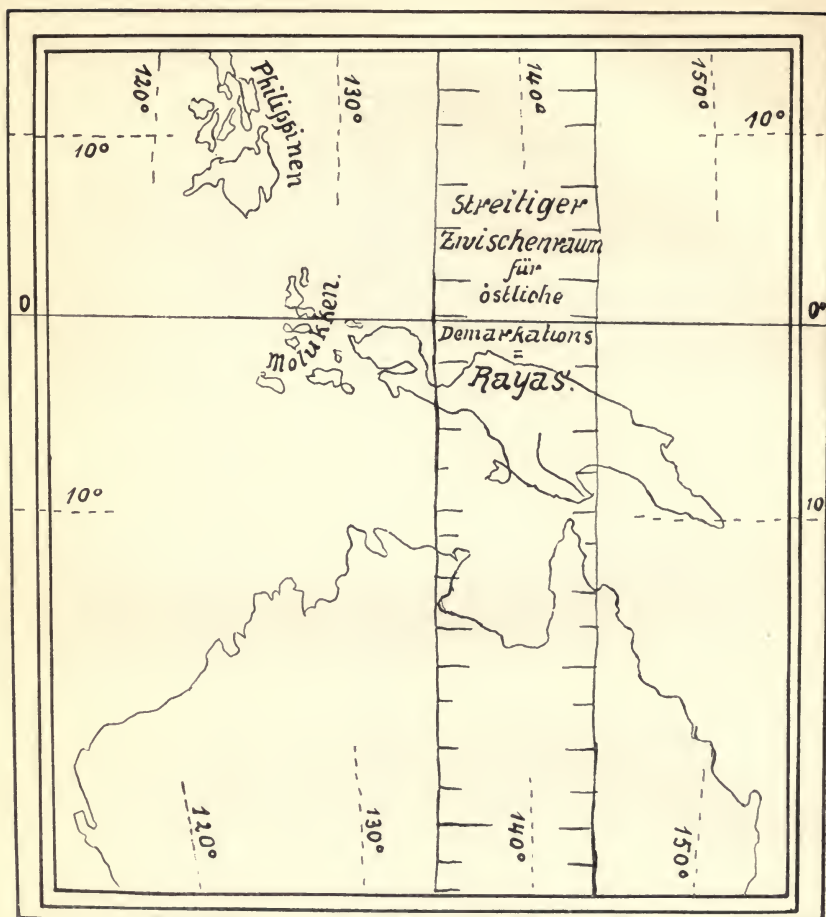 120°
Philippinen
130°
140°
150°
10°
10°
Streitiger
Zwischenraum
für
östliche
0
0°
Molukken.
Demarkations
=
Rayas.
10°
10
120°
130°
140°
150°